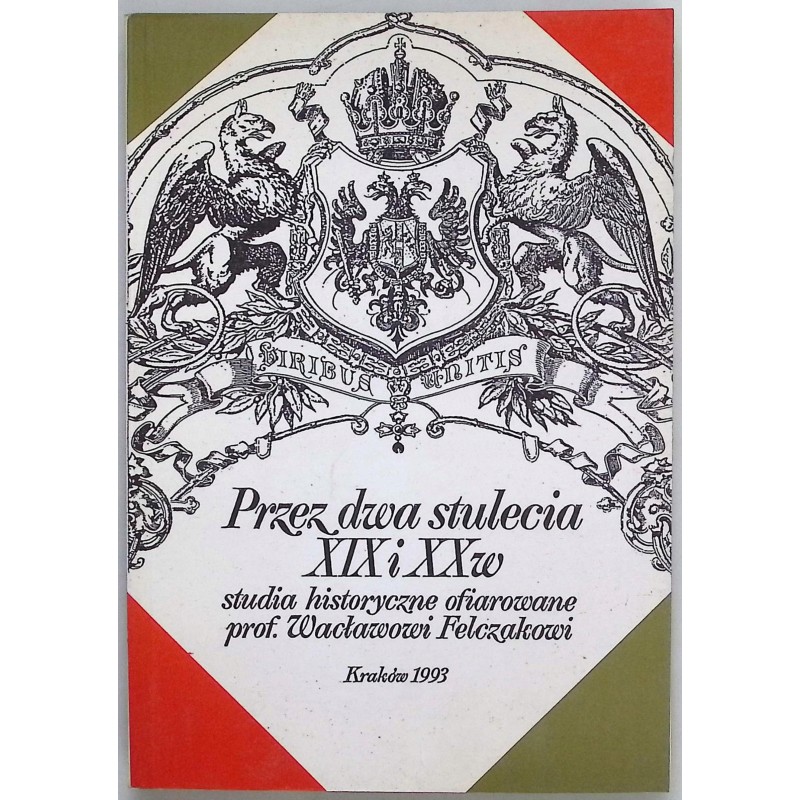 VIRIBUS UNITIS
Przez dwa stulecia
XIX i XX w
studia historyczne ofiarowane
prof. Wacławowi Felczakowi
Kraków 1993